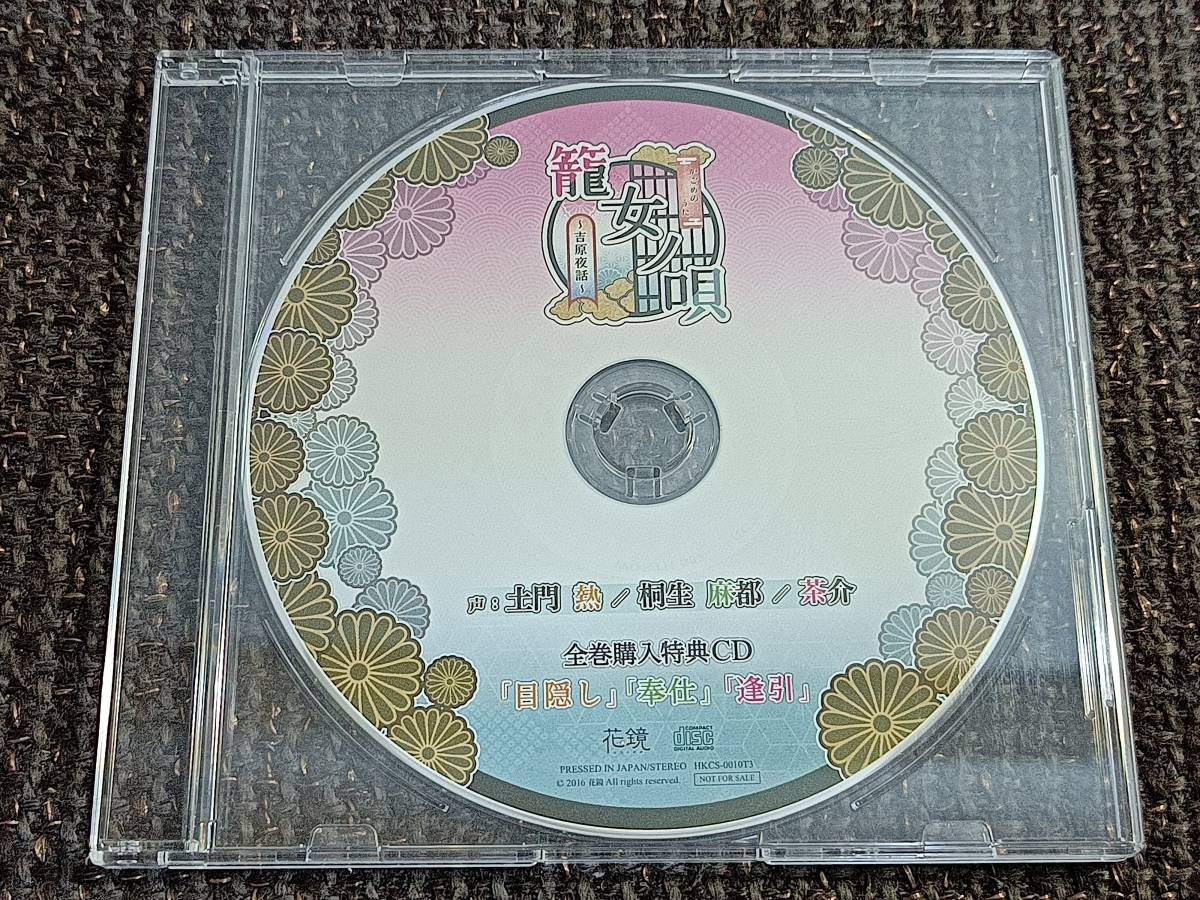 籠女ノ唄
かごめのうた
～吉原夜話～
声：土門 熱／桐生 麻都／茶介
全巻購入特典CD
「目隠し」「奉仕」「逢引」
花鏡 COMPACT disc DIGITAL AUDIO
PRESSED IN JAPAN/STEREO HKCS-0010T3
© 2016 花鏡 All rights reserved. NOT FOR SALE